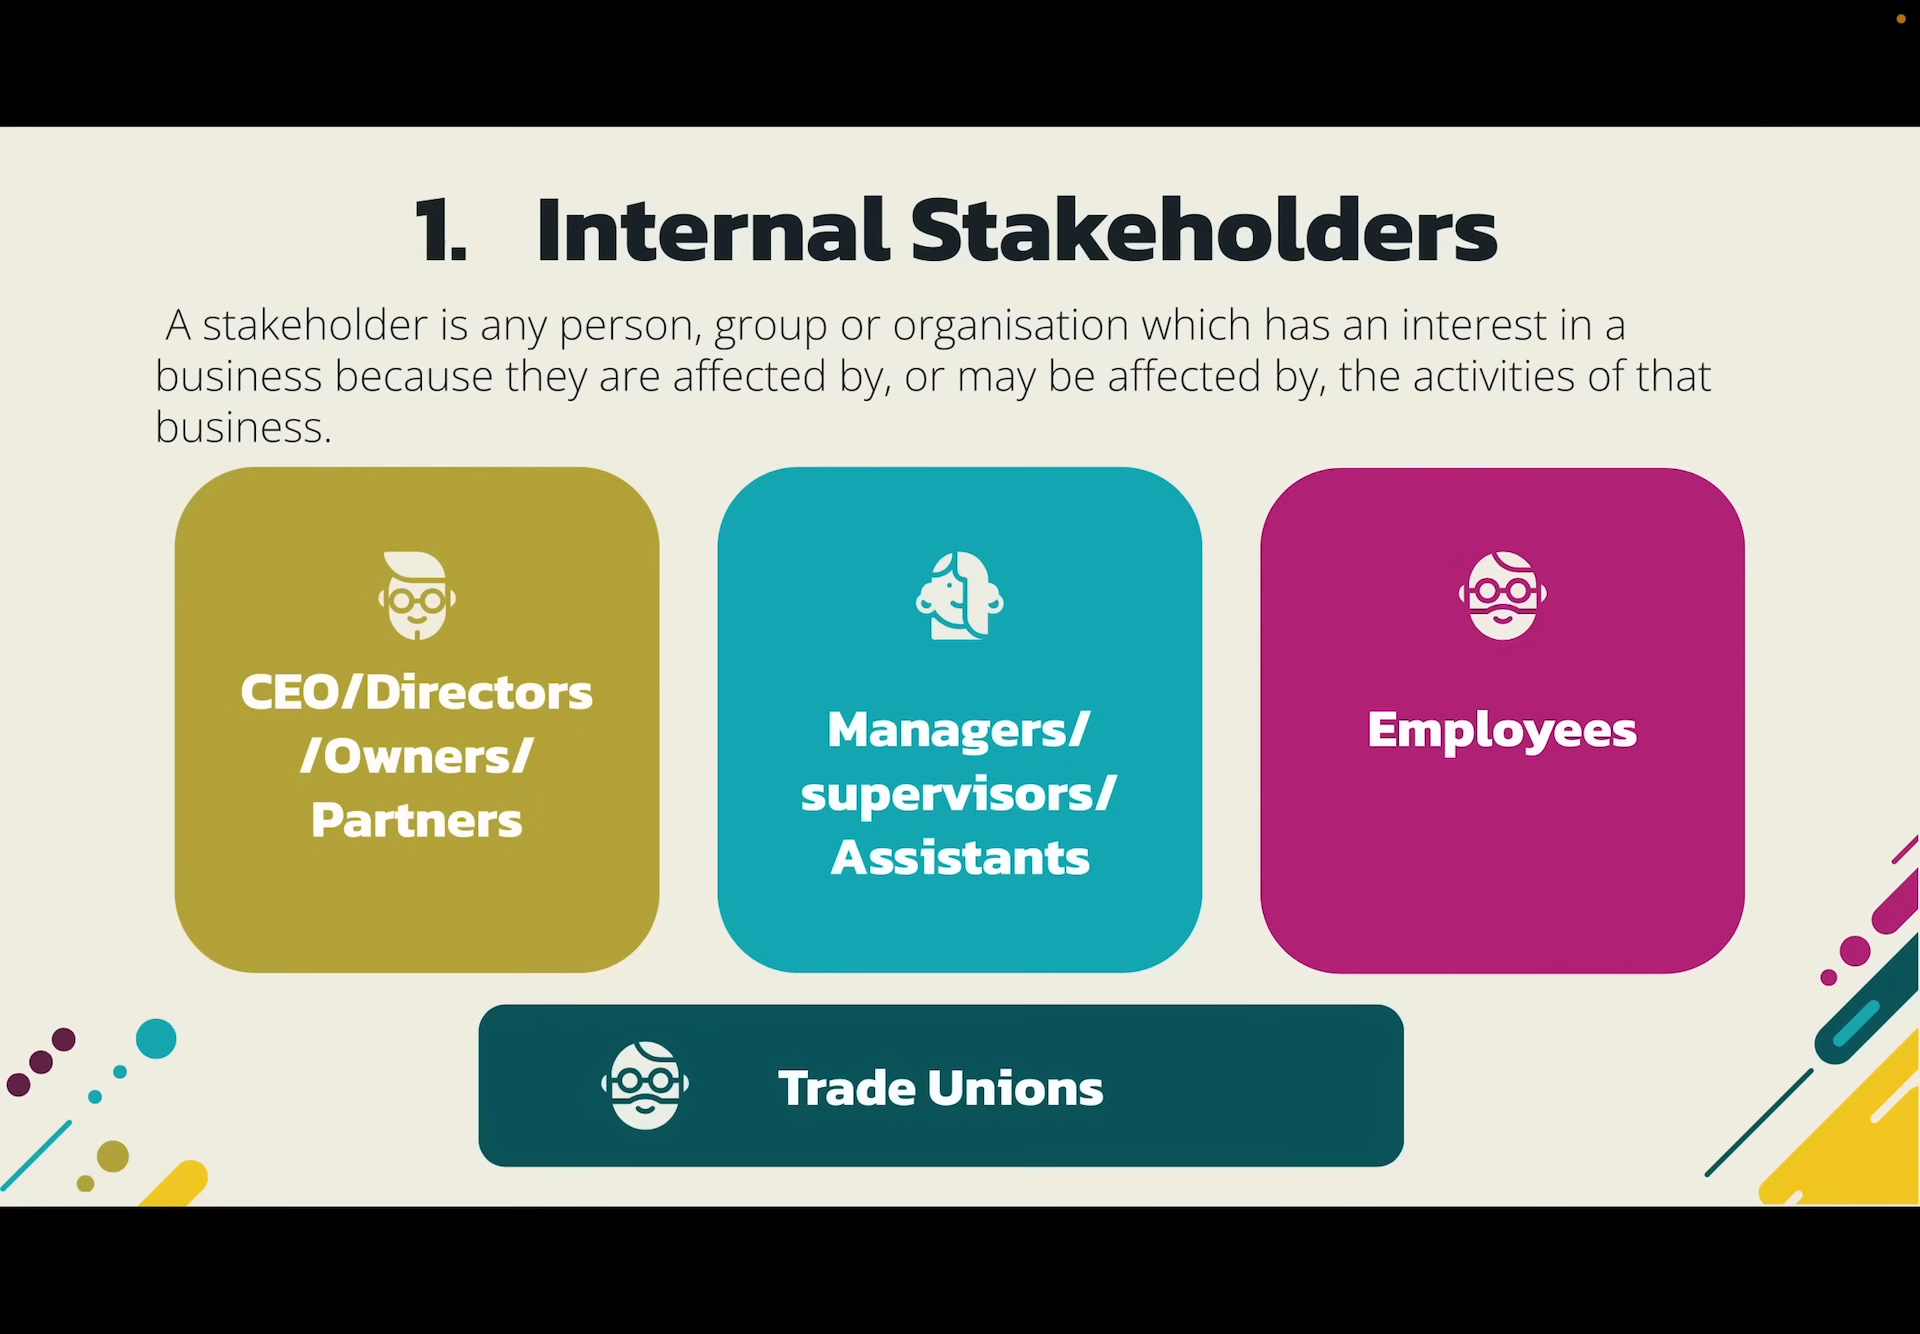 1. Internal Stakeholders
A stakeholder is any person, group or organisation which has an interest in a
business because they are affected by, or may be affected by, the activities of that
business.
CEO/Directors
/Owners/
Partners
Managers/
supervisors/
Assistants
Employees
Trade Unions